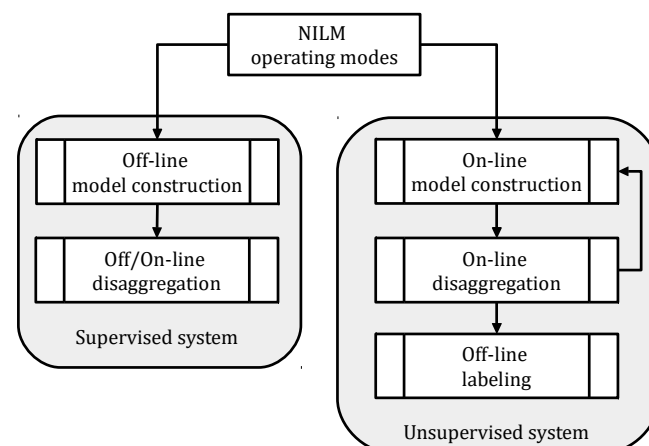 NILM
operating modes
Off-line
model construction
Off/On-line
disaggregation
Supervised system
On-line
model construction
On-line
disaggregation
Off-line
labeling
Unsupervised system